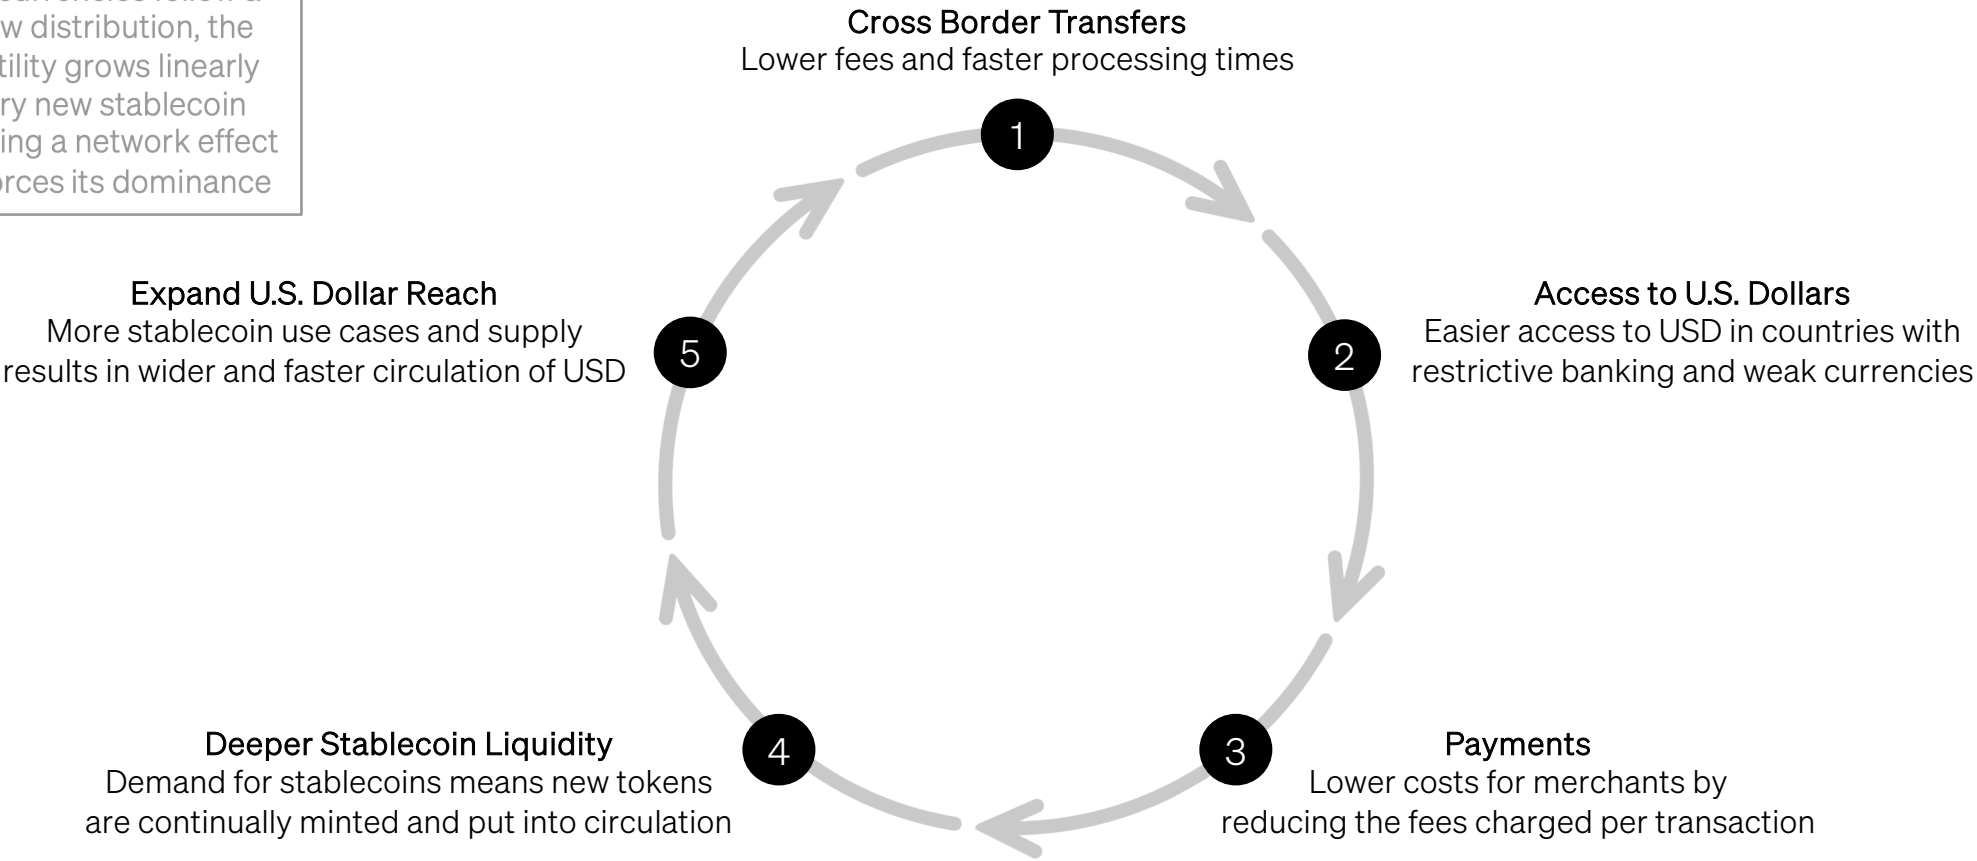 w distribution, the
tility grows linearly
ry new stablecoin
ing a network effect
orces its dominance
Cross Border Transfers
Lower fees and faster processing times
1
Access to U.S. Dollars
Easier access to USD in countries with
restrictive banking and weak currencies
2
Payments
Lower costs for merchants by
reducing the fees charged per transaction
3
Deeper Stablecoin Liquidity
Demand for stablecoins means new tokens
are continually minted and put into circulation
4
Expand U.S. Dollar Reach
More stablecoin use cases and supply
results in wider and faster circulation of USD
5